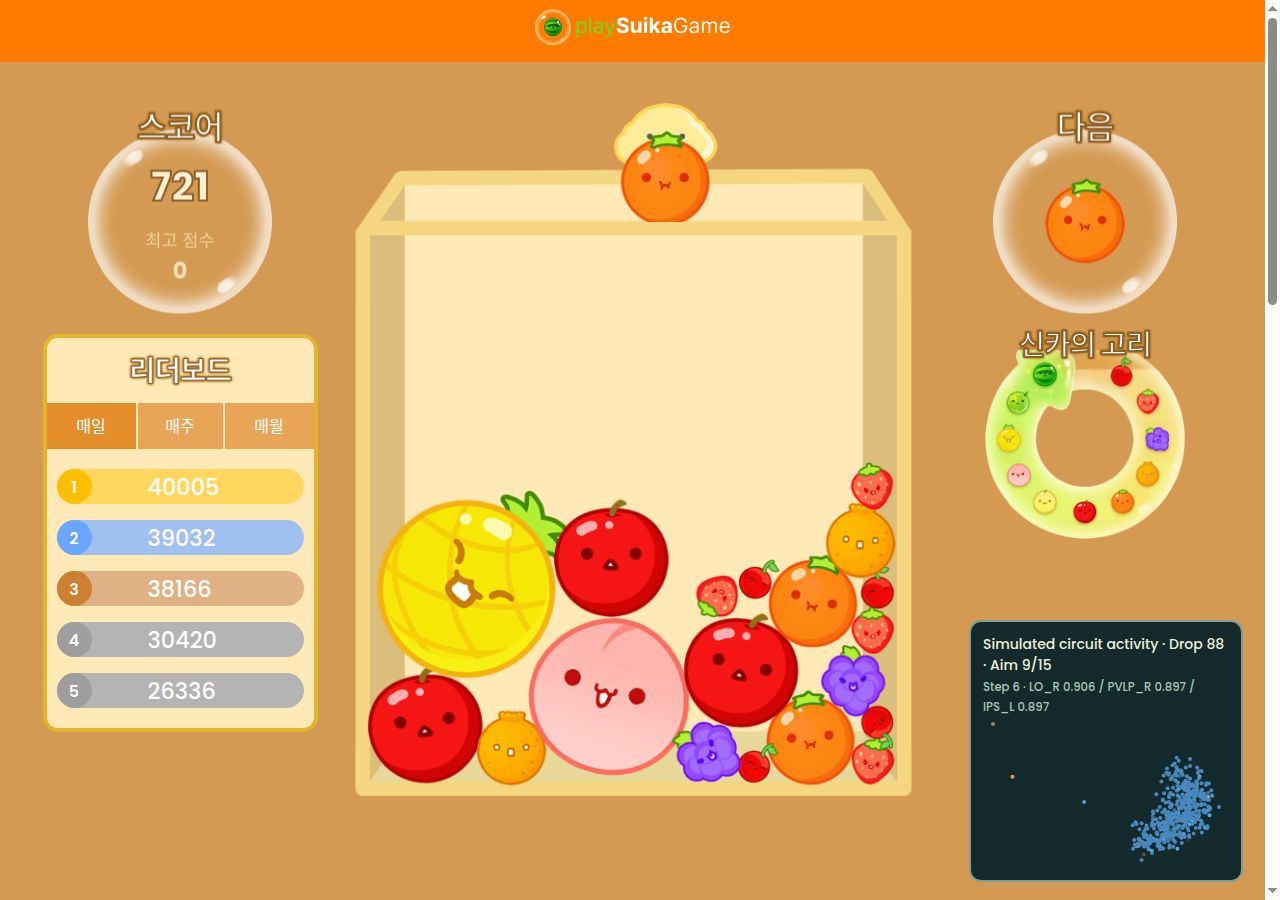 playSuikaGame
스코어
721
최고 점수
0
다음
신카의 고리
리더보드
매일 매주 매월
1 40005
2 39032
3 38166
4 30420
5 26336
Simulated circuit activity · Drop 88
· Aim 9/15
Step 6 · LO_R 0.906 / PVLP_R 0.897 /
IPS_L 0.897